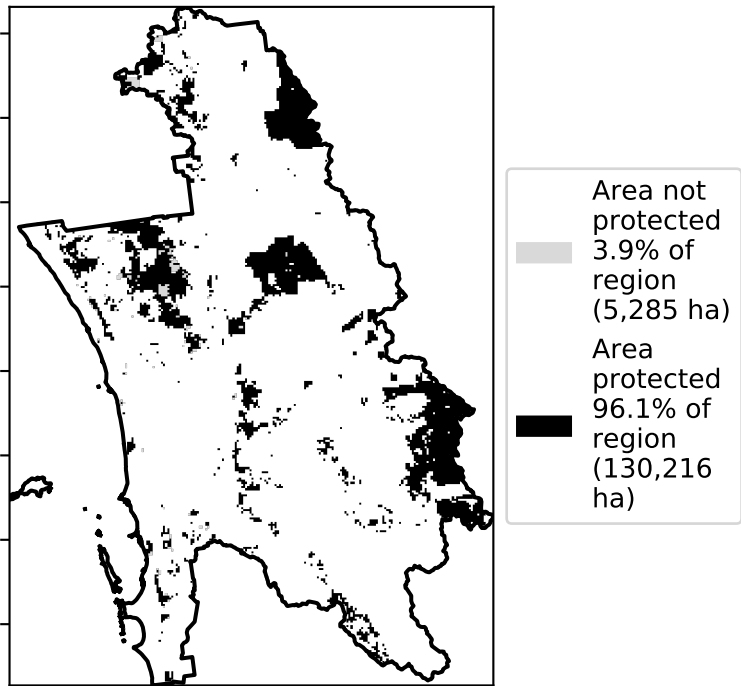 Area not
protected
3.9% of
region
(5,285 ha)
Area
protected
96.1% of
region
(130,216
ha)